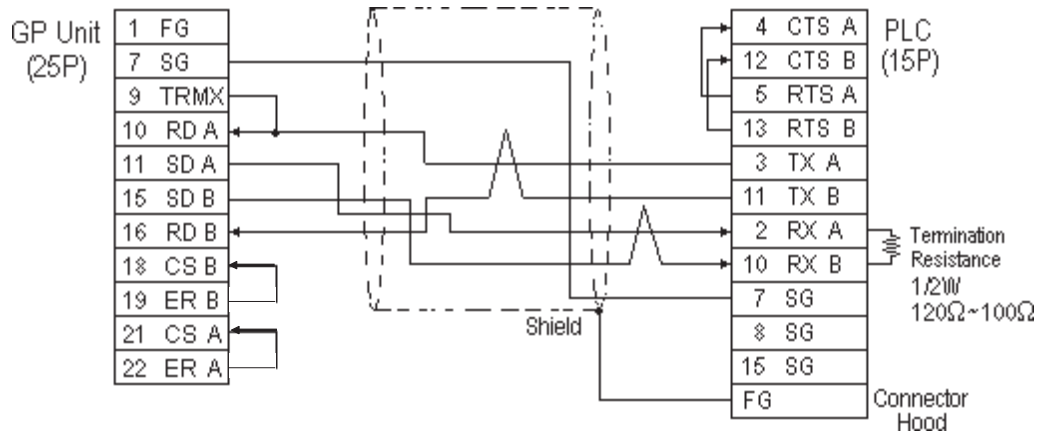 GP Unit
(25P)
1 FG
7 SG
9 TRMX
10 RD A
11 SD A
15 SD B
16 RD B
18 CS B
19 ER B
21 CS A
22 ER A
Shield
4 CTS A
12 CTS B
5 RTS A
13 RTS B
3 TX A
11 TX B
2 RX A
10 RX B
7 SG
8 SG
15 SG
FG
PLC
(15P)
Termination
Resistance
1/2W
120Ω~100Ω
Connector
Hood